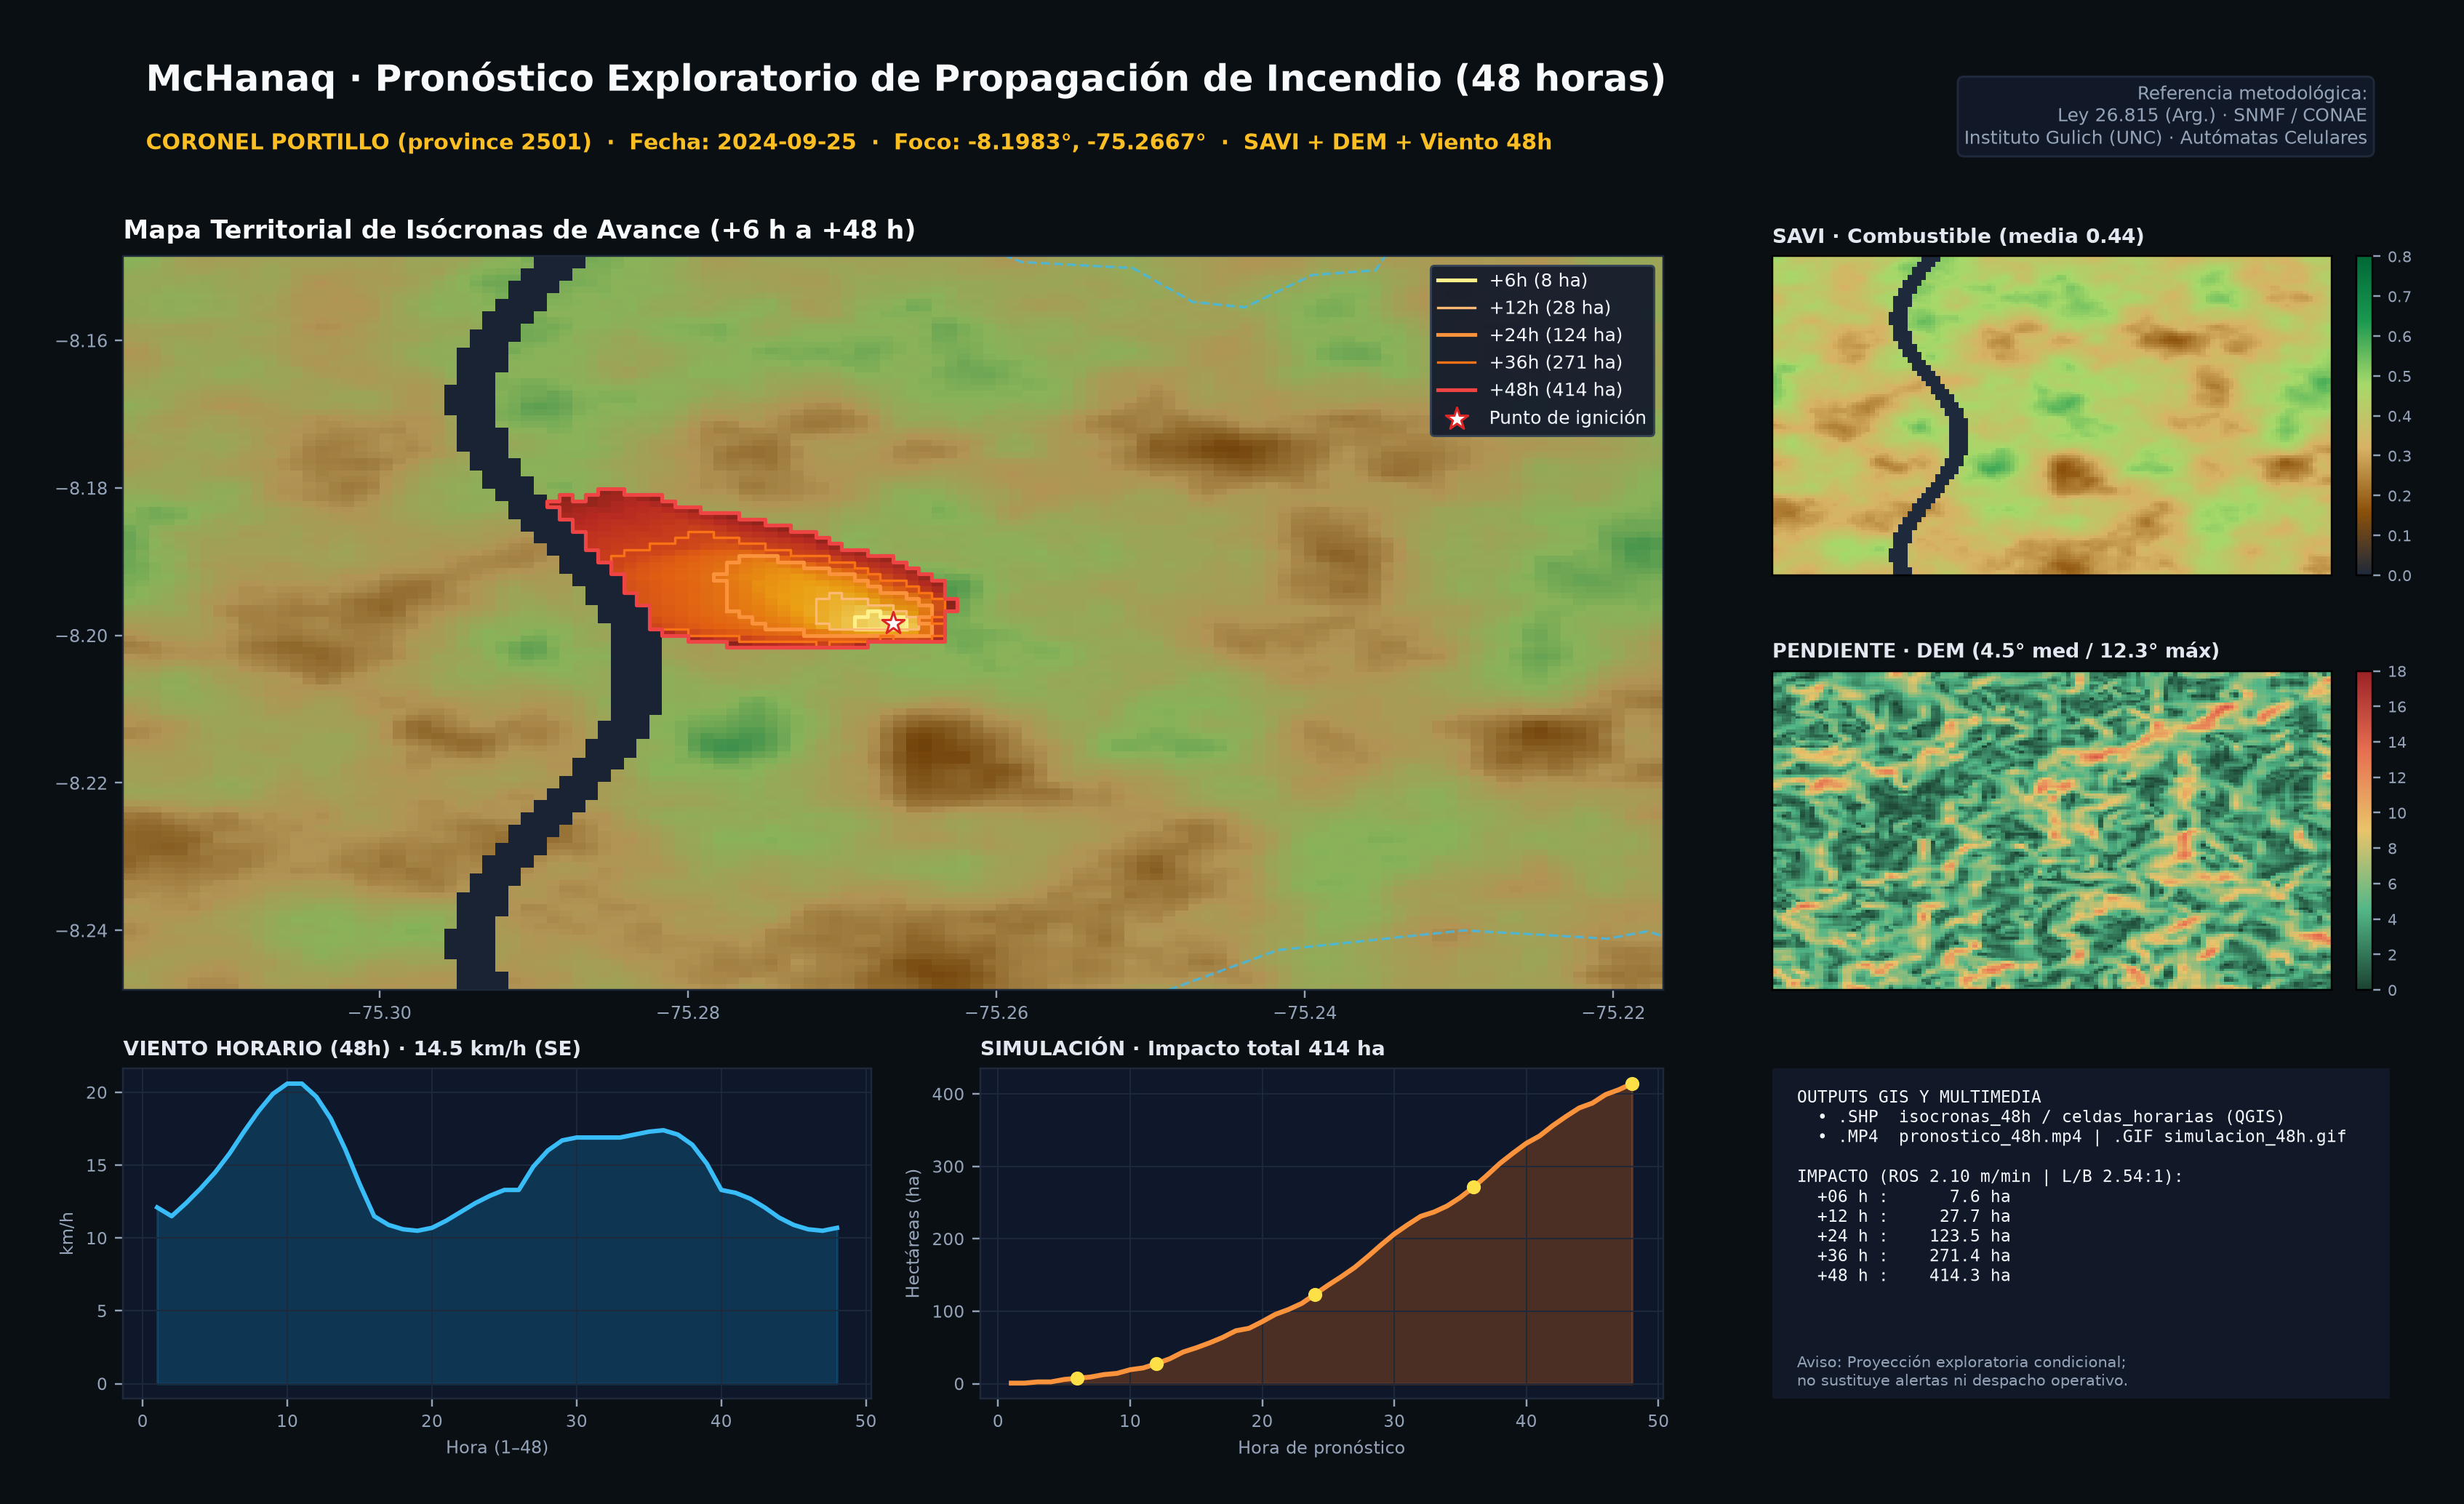 McHanaq · Pronóstico Exploratorio de Propagación de Incendio (48 horas)
CORONEL PORTILLO (province 2501)  ·  Fecha: 2024-09-25  ·  Foco: -8.1983°, -75.2667°  ·  SAVI + DEM + Viento 48h
Referencia metodológica:
Ley 26.815 (Arg.) · SNMF / CONAE
Instituto Gulich (UNC) · Autómatas Celulares
Mapa Territorial de Isócronas de Avance (+6 h a +48 h)
+6h (8 ha)
+12h (28 ha)
+24h (124 ha)
+36h (271 ha)
+48h (414 ha)
Punto de ignición
−8.16
−8.18
−8.20
−8.22
−8.24
−75.30
−75.28
−75.26
−75.24
−75.22
SAVI · Combustible (media 0.44)
0.8
0.7
0.6
0.5
0.4
0.3
0.2
0.1
0.0
PENDIENTE · DEM (4.5° med / 12.3° máx)
18
16
14
12
10
8
6
4
2
0
VIENTO HORARIO (48h) · 14.5 km/h (SE)
km/h
20
15
10
5
0
0
10
20
30
40
50
Hora (1–48)
SIMULACIÓN · Impacto total 414 ha
Hectáreas (ha)
400
300
200
100
0
0
10
20
30
40
50
Hora de pronóstico
OUTPUTS GIS Y MULTIMEDIA
• .SHP  isocronas_48h / celdas_horarias (QGIS)
• .MP4  pronostico_48h.mp4 | .GIF simulacion_48h.gif
IMPACTO (ROS 2.10 m/min | L/B 2.54:1):
+06 h :      7.6 ha
+12 h :     27.7 ha
+24 h :    123.5 ha
+36 h :    271.4 ha
+48 h :    414.3 ha
Aviso: Proyección exploratoria condicional;
no sustituye alertas ni despacho operativo.